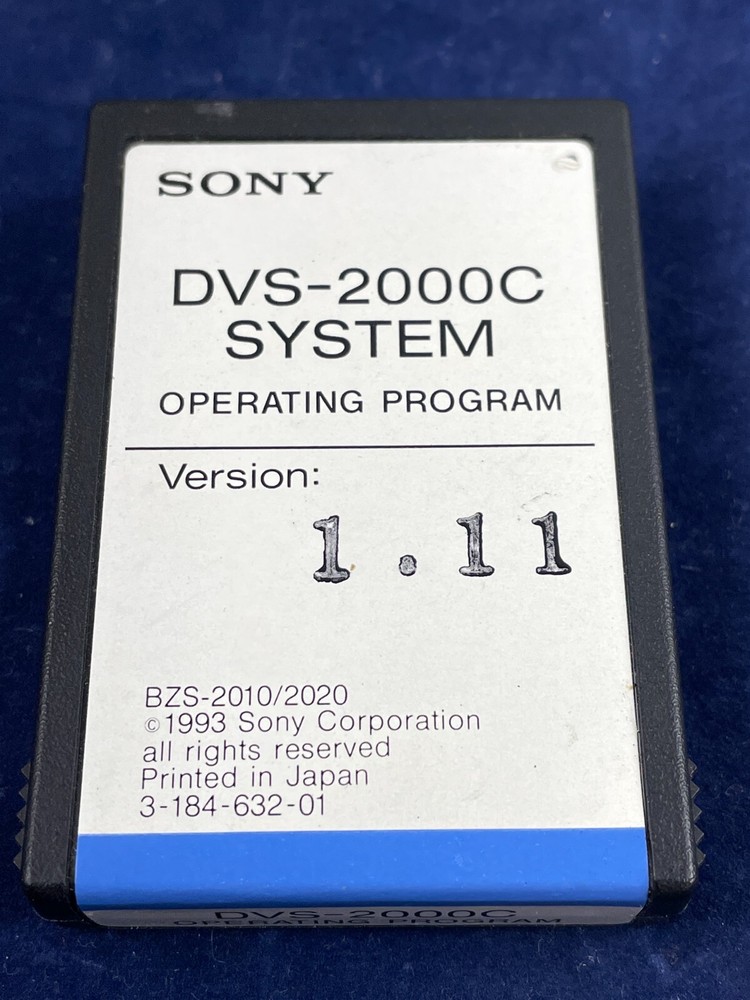 SONY
DVS-2000C
SYSTEM
OPERATING PROGRAM
Version:
1.11
BZS-2010/2020
©1993 Sony Corporation
all rights reserved
Printed in Japan
3-184-632-01
DVS-2000C
OPERATING PROGRAM